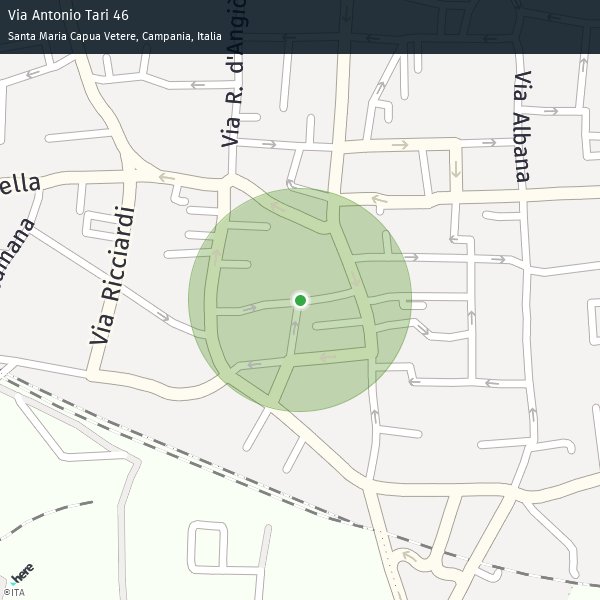 Via Antonio Tari 46
Santa Maria Capua Vetere, Campania, Italia
Via R. d'Angiò
Via Albana
ella
Via Ricciardi
umana
here
©ITA